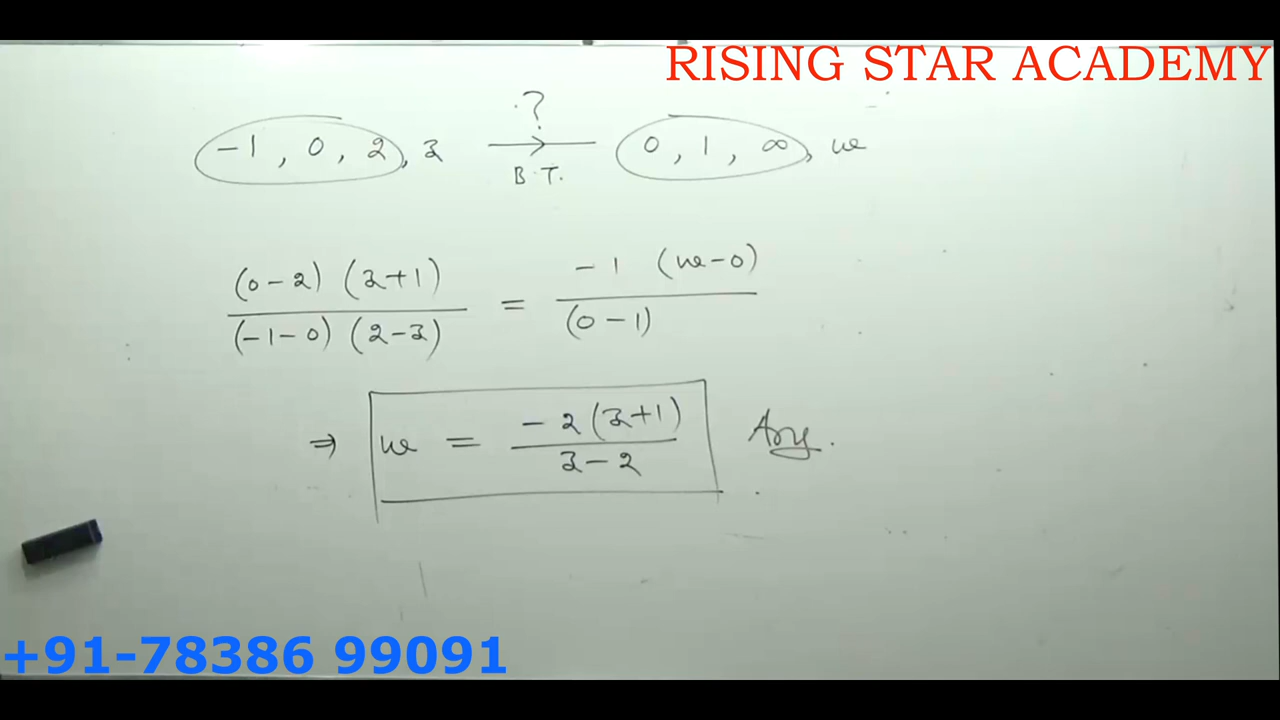 RISING STAR ACADEMY
?
-1, 0, 2, z → 0, 1, ∞, w
B.T.
(0-2) (z+1) / (-1-0) (2-z) = -1 (w-0) / (0-1)
⇒ w = -2(z+1) / z-2 Ans.
+91-78386 99091